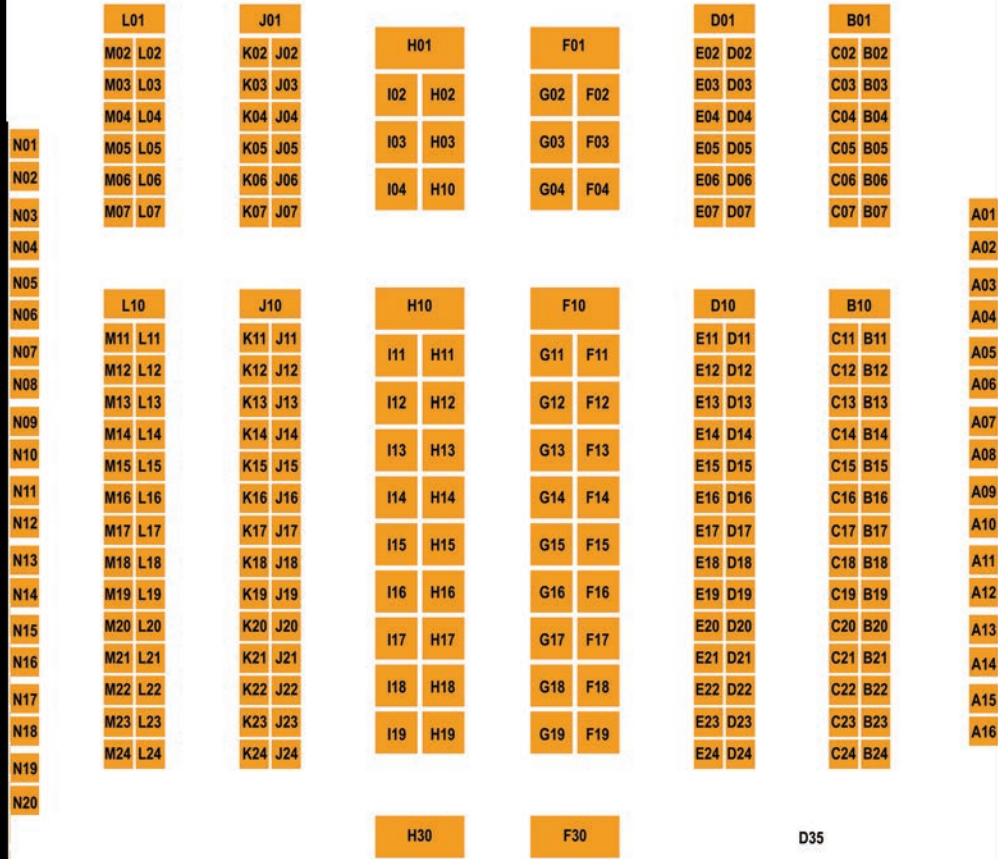 L01 J01 D01 B01
H01 F01
M02 L02 K02 J02 E02 D02 C02 B02
M03 L03 K03 J03 I02 H02 G02 F02 E03 D03 C03 B03
M04 L04 K04 J04 E04 D04 C04 B04
N01 M05 L05 K05 J05 I03 H03 G03 F03 E05 D05 C05 B05
N02 M06 L06 K06 J06 I04 H10 G04 F04 E06 D06 C06 B06
N03 M07 L07 K07 J07 E07 D07 C07 B07 A01
N04 A02
N05 A03
N06 L10 J10 H10 F10 D10 B10 A04
M11 L11 K11 J11 E11 D11 C11 B11
N07 I11 H11 G11 F11 A05
N08 M12 L12 K12 J12 E12 D12 C12 B12 A06
M13 L13 K13 J13 I12 H12 G12 F12 E13 D13 C13 B13
N09 M14 L14 K14 J14 E14 D14 C14 B14 A07
N10 M15 L15 K15 J15 I13 H13 G13 F13 E15 D15 C15 B15 A08
N11 M16 L16 K16 J16 I14 H14 G14 F14 E16 D16 C16 B16 A09
N12 M17 L17 K17 J17 E17 D17 C17 B17 A10
I15 H15 G15 F15
N13 M18 L18 K18 J18 E18 D18 C18 B18 A11
N14 M19 L19 K19 J19 I16 H16 G16 F16 E19 D19 C19 B19 A12
N15 M20 L20 K20 J20 I17 H17 G17 F17 E20 D20 C20 B20 A13
N16 M21 L21 K21 J21 E21 D21 C21 B21 A14
N17 M22 L22 K22 J22 I18 H18 G18 F18 E22 D22 C22 B22 A15
N18 M23 L23 K23 J23 I19 H19 G19 F19 E23 D23 C23 B23 A16
N19 M24 L24 K24 J24 E24 D24 C24 B24
N20
H30 F30 D35